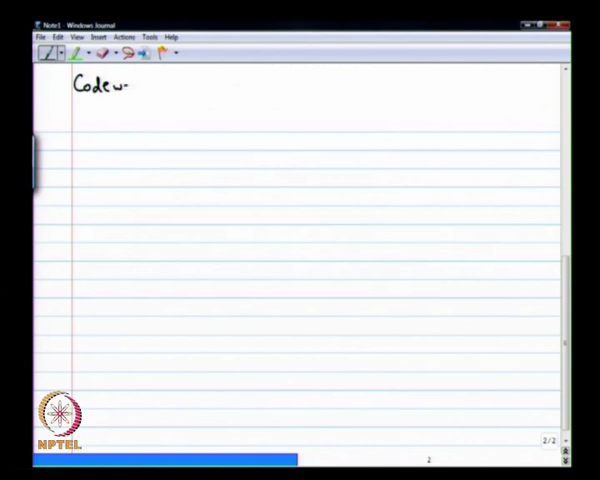 Note1 - Windows Journal
File Edit View Insert Actions Tools Help
Codew-
NPTEL
2/2
2